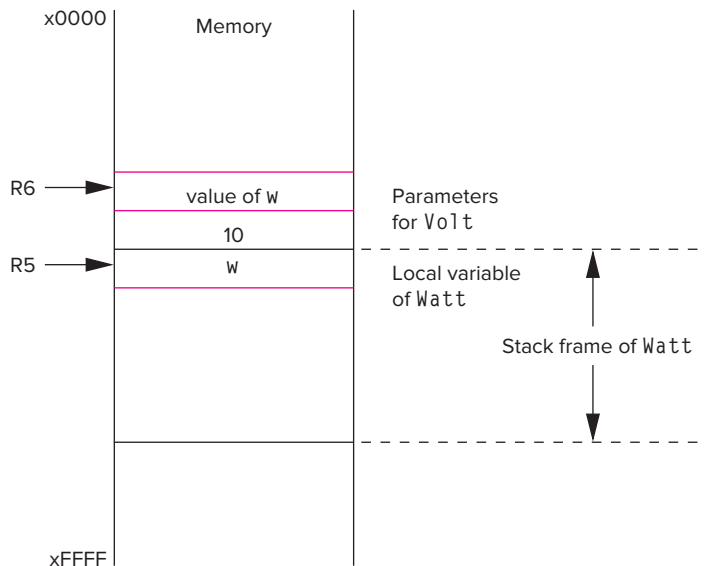 x0000
Memory
R6
value of w
Parameters
for Volt
10
R5
w
Local variable
of Watt
Stack frame of Watt
xFFFF